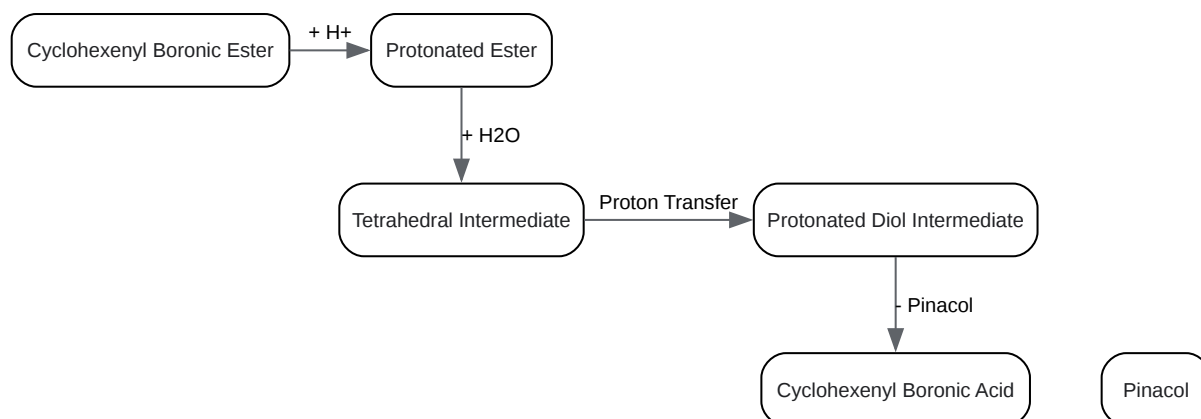 + H+
Cyclohexenyl Boronic Ester
Protonated Ester
+ H2O
Tetrahedral Intermediate
Proton Transfer
Protonated Diol Intermediate
- Pinacol
Cyclohexenyl Boronic Acid
Pinacol